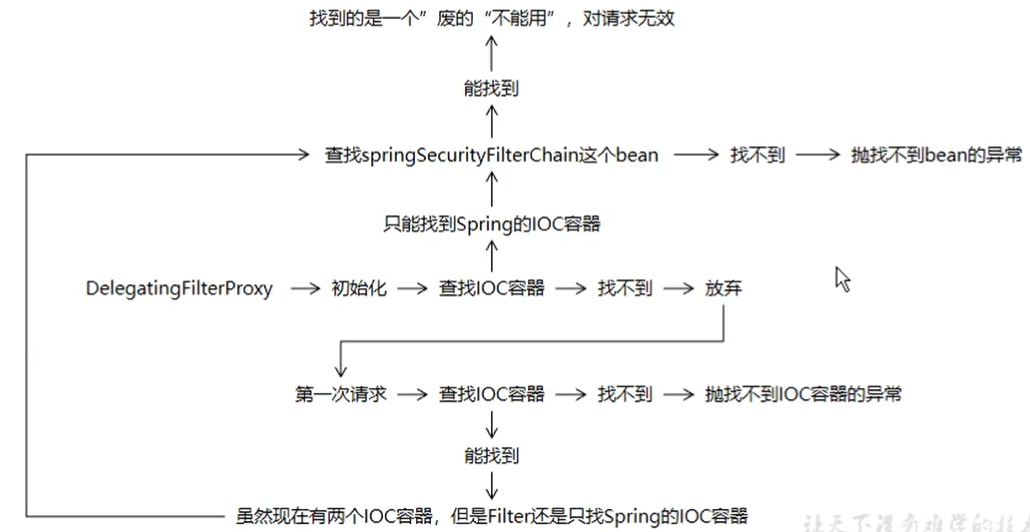 找到的是一个”废的“不能用”，对请求无效
能找到
查找springSecurityFilterChain这个bean
找不到
抛找不到bean的异常
只能找到Spring的IOC容器
DelegatingFilterProxy
初始化
查找IOC容器
找不到
放弃
第一次请求
查找IOC容器
找不到
抛找不到IOC容器的异常
能找到
虽然现在有两个IOC容器，但是Filter还是只找Spring的IOC容器
让天下没有难学的技